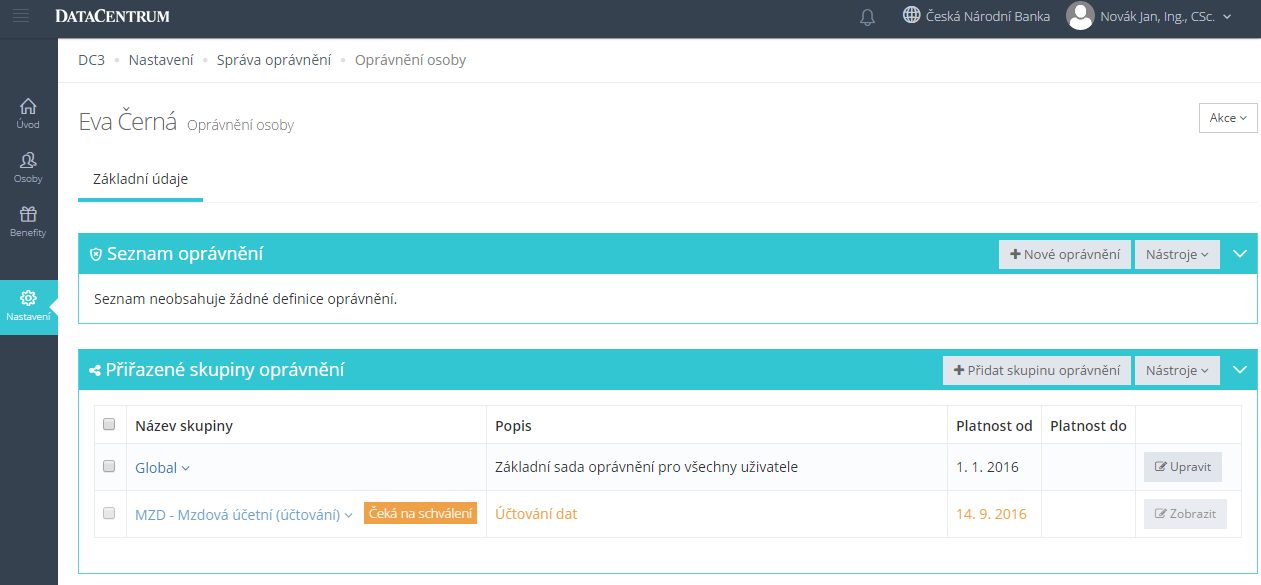 DATACENTRUM
Česká Národní Banka
Novák Jan, Ing., CSc.
DC3 • Nastavení • Správa oprávnění • Oprávnění osoby
Úvod
Osoby
Benefity
Nastavení
Eva Černá Oprávnění osoby
Akce
Základní údaje
Seznam oprávnění
Nové oprávnění
Nástroje
Seznam neobsahuje žádné definice oprávnění.
Přiřazené skupiny oprávnění
Přidat skupinu oprávnění
Nástroje
Název skupiny Popis Platnost od Platnost do
Global Základní sada oprávnění pro všechny uživatele 1. 1. 2016 Upravit
MZD - Mzdová účetní (účtování) Čeká na schválení Účtování dat 14. 9. 2016 Zobrazit